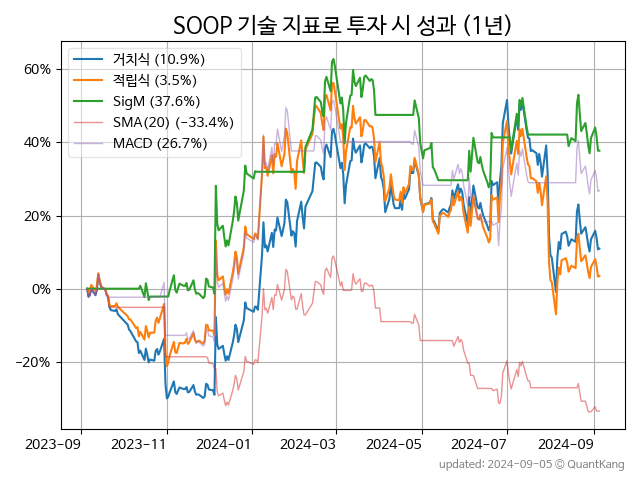 SOOP 기술 지표로 투자 시 성과 (1년)
거치식 (10.9%)
적립식 (3.5%)
SigM (37.6%)
SMA(20) (−33.4%)
MACD (26.7%)
60%
40%
20%
0%
−20%
2023-09 2023-11 2024-01 2024-03 2024-05 2024-07 2024-09
updated: 2024-09-05 © QuantKang